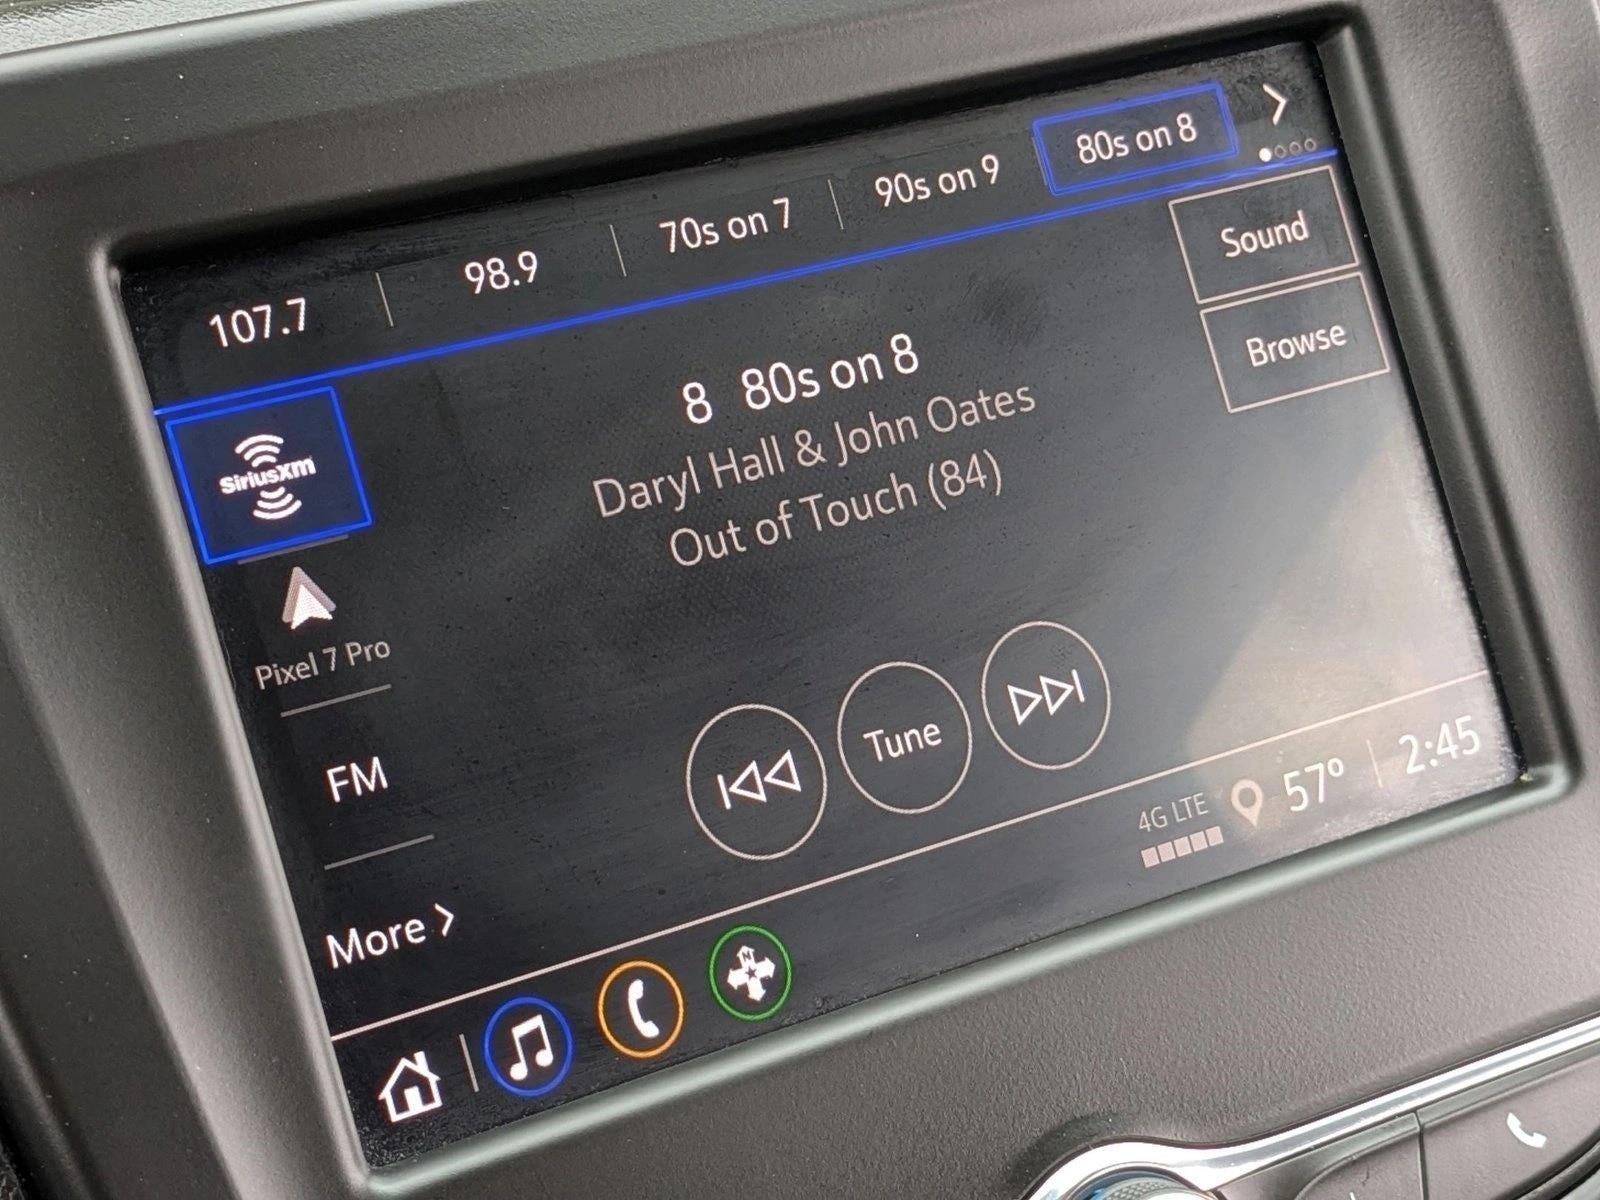 107.7
98.9
70s on 7
90s on 9
80s on 8
Sound
Browse
8 80s on 8
Daryl Hall & John Oates
Out of Touch (84)
SiriusXM
Pixel 7 Pro
FM
More
Tune
4G LTE
57°
2:45
N